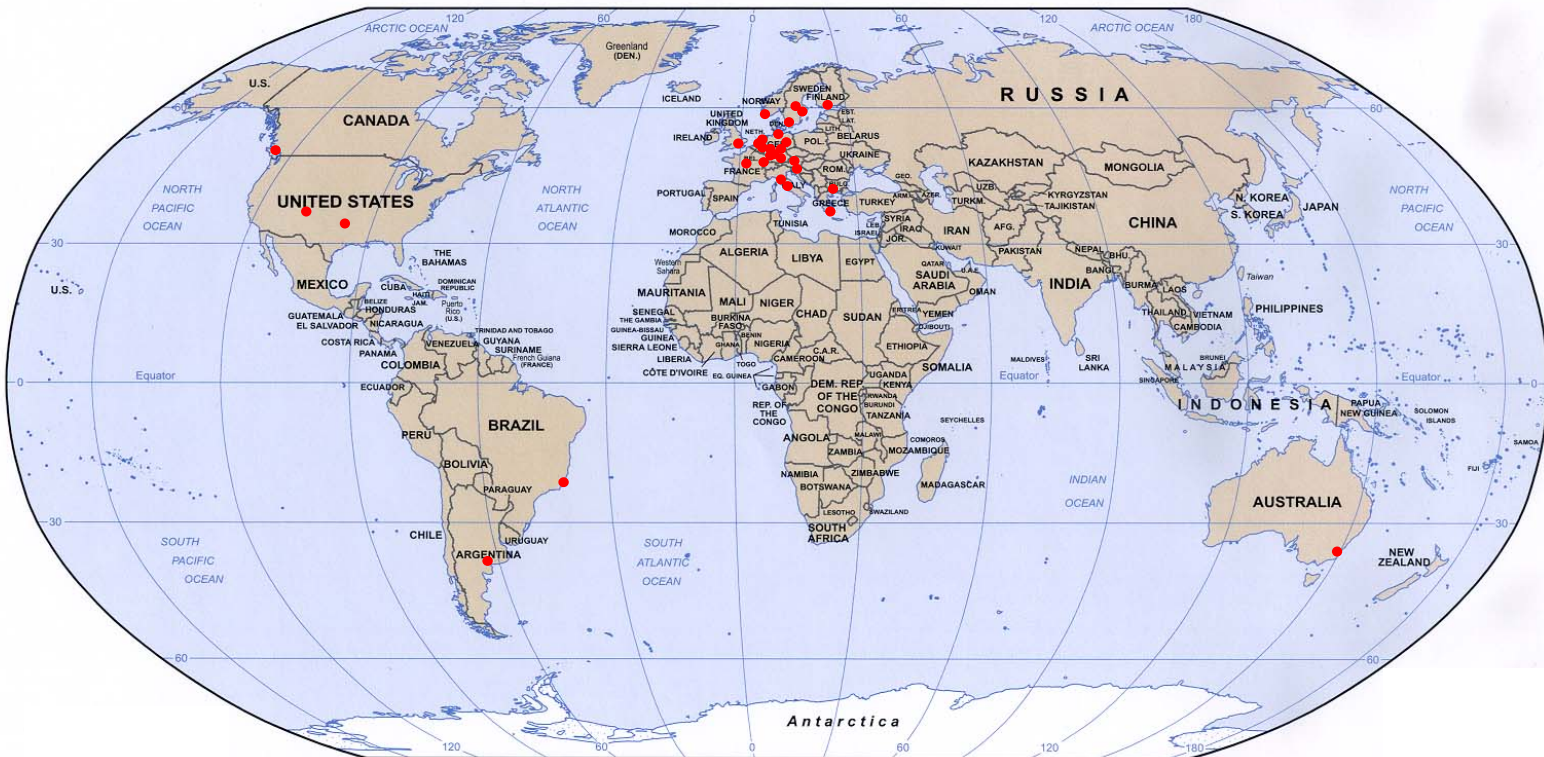 120
60
0
60
120
180
ARCTIC OCEAN
ARCTIC OCEAN
Greenland
(DEN.)
U.S.
ICELAND
SWEDEN
FINLAND
NORWAY
RUSSIA
60
60
CANADA
UNITED
KINGDOM
IRELAND
NETH.
DEN.
EST.
LAT.
LITH.
BELARUS
POL.
BEL.
UKRAINE
FRANCE
ROM.
KAZAKHSTAN
MONGOLIA
NORTH
PACIFIC
OCEAN
UNITED STATES
NORTH
ATLANTIC
OCEAN
PORTUGAL
SPAIN
GREECE
TURKEY
GEO.
ARM.
AZER.
UZB.
TURKM.
KYRGYZSTAN
TAJIKISTAN
CHINA
N. KOREA
S. KOREA
JAPAN
NORTH
PACIFIC
OCEAN
30
30
MOROCCO
TUNISIA
ALGERIA
LIBYA
EGYPT
LEB.
ISRAEL
SYRIA
IRAQ
JOR.
IRAN
KUWAIT
AFG.
PAKISTAN
NEPAL
BHU.
BANG.
INDIA
BURMA
LAOS
Taiwan
THE
BAHAMAS
MEXICO
CUBA
DOMINICAN
REPUBLIC
HAITI
JAM.
Puerto
Rico
(U.S.)
U.S.
BELIZE
HONDURAS
GUATEMALA
EL SALVADOR
NICARAGUA
COSTA RICA
PANAMA
TRINIDAD AND TOBAGO
VENEZUELA
GUYANA
SURINAME
French Guiana
(FRANCE)
COLOMBIA
ECUADOR
Western
Sahara
MAURITANIA
MALI
NIGER
CHAD
SUDAN
SENEGAL
THE GAMBIA
GUINEA-BISSAU
GUINEA
SIERRA LEONE
LIBERIA
CÔTE D'IVOIRE
BURKINA
FASO
GHANA
BENIN
TOGO
NIGERIA
CAMEROON
C.A.R.
EQ. GUINEA
GABON
REP. OF
THE
CONGO
DEM. REP.
OF THE
CONGO
QATAR
U.A.E.
SAUDI
ARABIA
OMAN
YEMEN
ERITREA
DJIBOUTI
ETHIOPIA
SOMALIA
UGANDA
KENYA
RWANDA
BURUNDI
TANZANIA
THAILAND
VIETNAM
CAMBODIA
PHILIPPINES
MALDIVES
SRI
LANKA
BRUNEI
MALAYSIA
SINGAPORE
0
Equator
Equator
Equator
0
INDONESIA
PAPUA
NEW GUINEA
SOLOMON
ISLANDS
SAMOA
FIJI
PERU
BRAZIL
BOLIVIA
PARAGUAY
CHILE
ARGENTINA
URUGUAY
SEYCHELLES
COMOROS
ANGOLA
ZAMBIA
MALAWI
MOZAMBIQUE
ZIMBABWE
NAMIBIA
BOTSWANA
MADAGASCAR
LESOTHO
SWAZILAND
SOUTH
AFRICA
INDIAN
OCEAN
AUSTRALIA
NEW
ZEALAND
30
30
SOUTH
PACIFIC
OCEAN
SOUTH
ATLANTIC
OCEAN
60
60
Antarctica
120
60
0
60
120
180